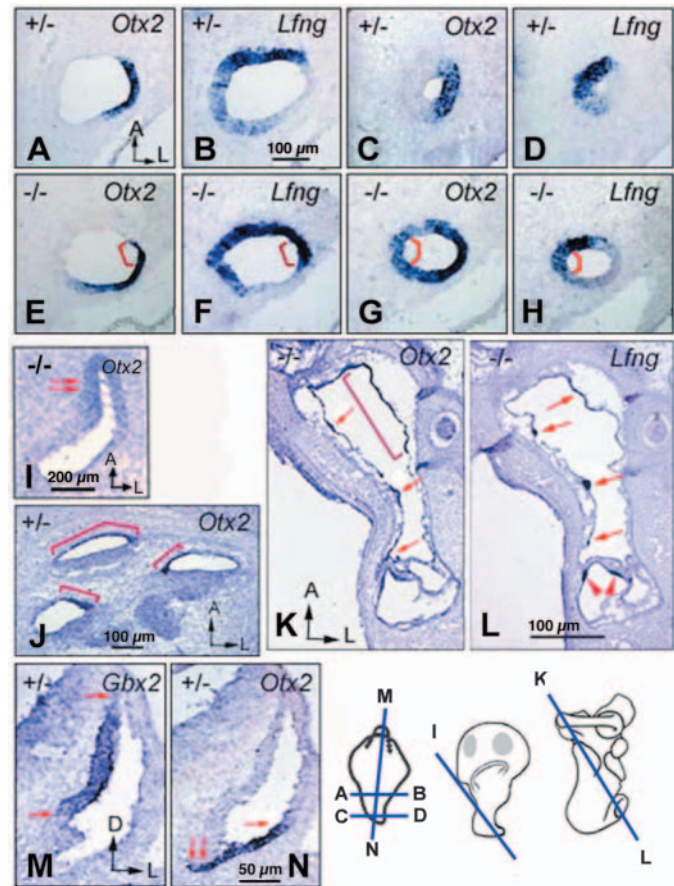 +/- Otx2
A
A
L
+/- Lfng
B
100 µm
+/- Otx2
C
+/- Lfng
D
-/- Otx2
E
-/- Lfng
F
-/- Otx2
G
-/- Lfng
H
-/- Otx2
I
200 µm
A
L
+/- Otx2
J
100 µm
A
L
-/- Otx2
K
A
L
-/- Lfng
L
100 µm
+/- Gbx2
M
D
L
+/- Otx2
N
50 µm
M
A B
C D
N
I
K
L